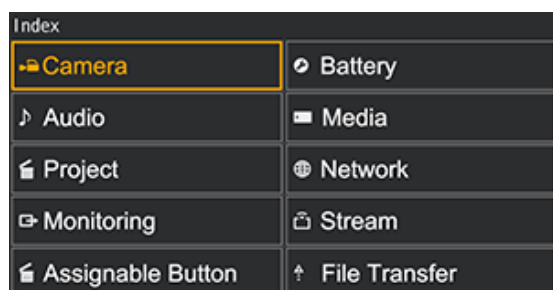 Index
Camera
Battery
Audio
Media
Project
Network
Monitoring
Stream
Assignable Button
File Transfer